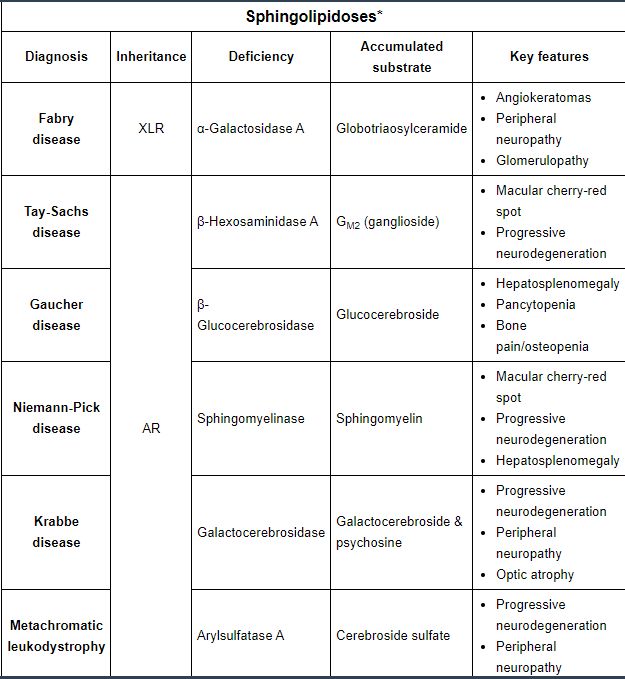 Sphingolipidoses*
Diagnosis
Inheritance
Deficiency
Accumulated
substrate
Key features
Fabry
disease
XLR
α-Galactosidase A
Globotriaosylceramide
• Angiokeratomas
• Peripheral
neuropathy
• Glomerulopathy
Tay-Sachs
disease
AR
β-Hexosaminidase A
GM2 (ganglioside)
• Macular cherry-red
spot
• Progressive
neurodegeneration
Gaucher
disease
β-
Glucocerebrosidase
Glucocerebroside
• Hepatosplenomegaly
• Pancytopenia
• Bone
pain/osteopenia
Niemann-Pick
disease
Sphingomyelinase
Sphingomyelin
• Macular cherry-red
spot
• Progressive
neurodegeneration
• Hepatosplenomegaly
Krabbe
disease
Galactocerebrosidase
Galactocerebroside &
psychosine
• Progressive
neurodegeneration
• Peripheral
neuropathy
• Optic atrophy
Metachromatic
leukodystrophy
Arylsulfatase A
Cerebroside sulfate
• Progressive
neurodegeneration
• Peripheral
neuropathy